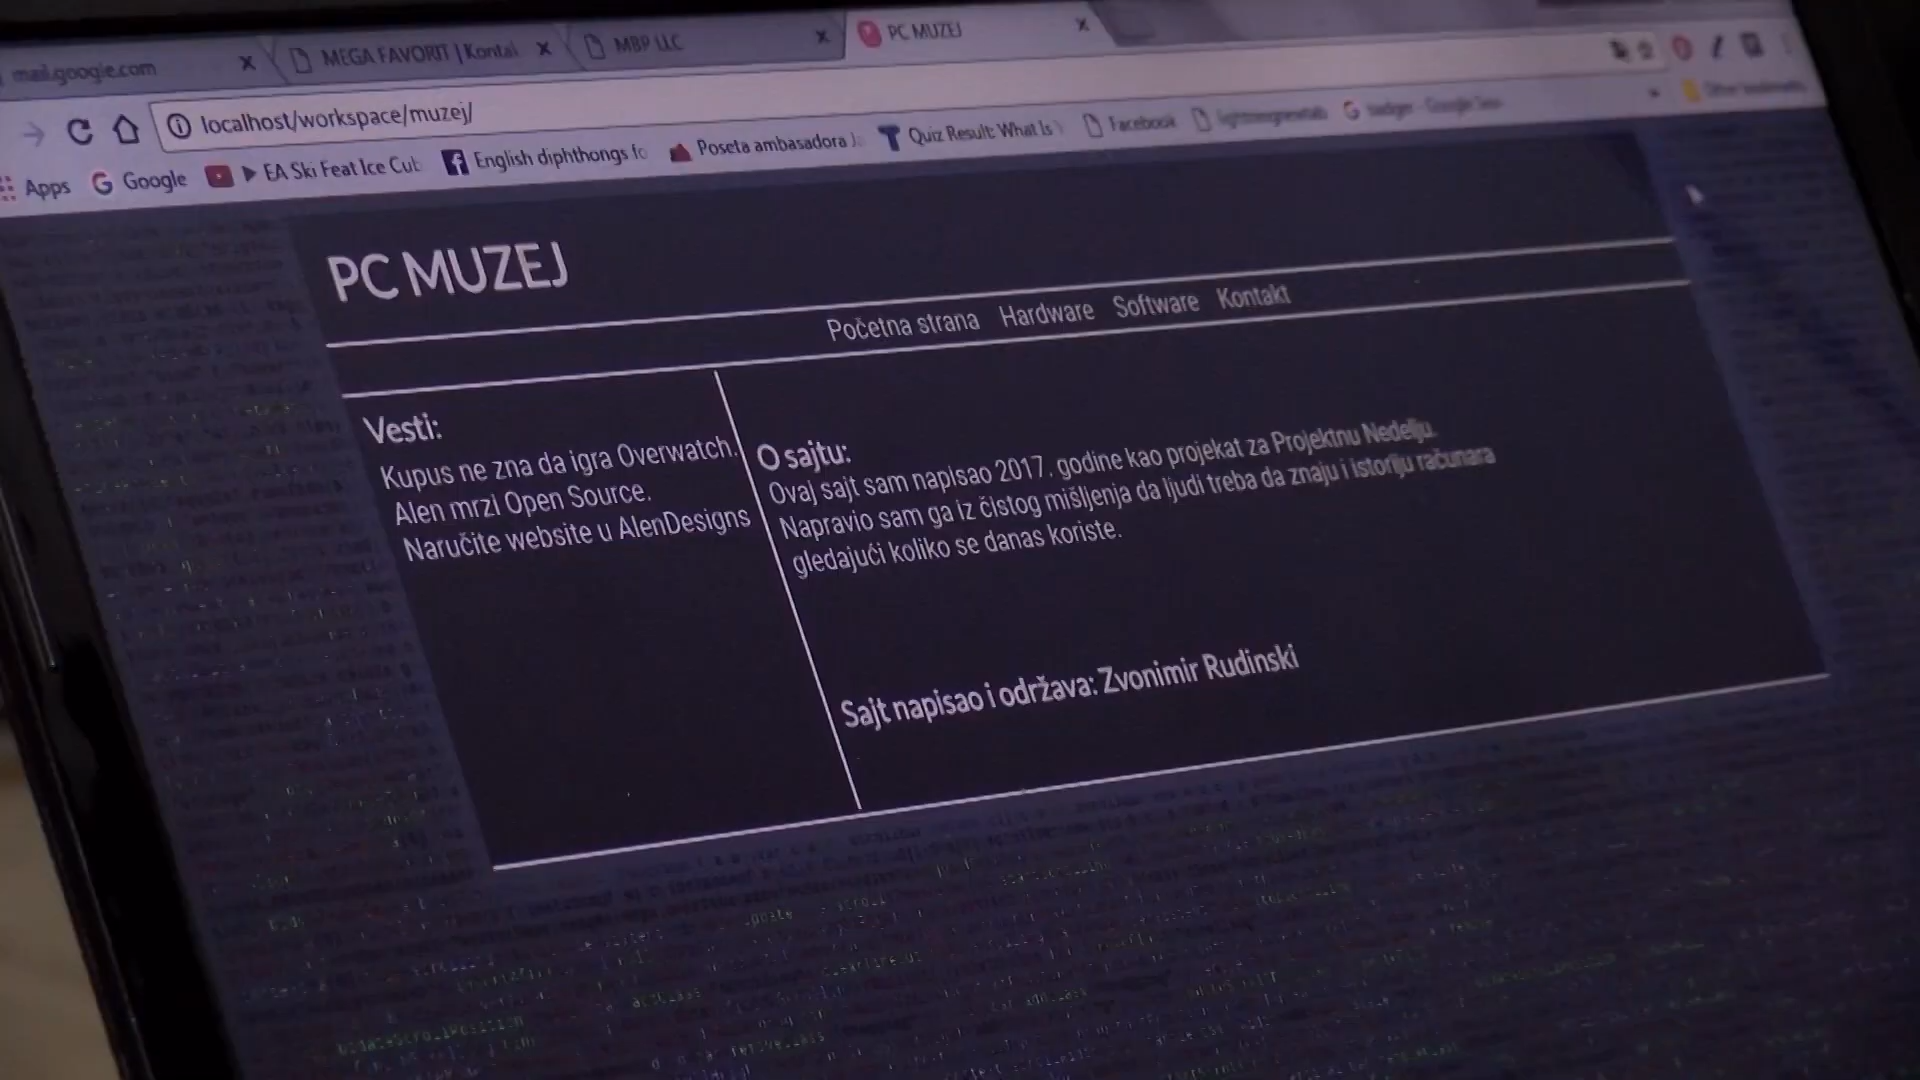 mail.google.com
MEGA FAVORIT | Kontal
MBP LLC
PC MUZEJ
localhost/workspace/muzej/
Apps
Google
EA Ski Feat Ice Cub
English diphthongs fo
Poseta ambasadora J
Quiz Result: What Is
Facebook
Other bookmarks
PC MUZEJ
Početna strana Hardware Software Kontakt
Vesti:
Kupus ne zna da igra Overwatch.
Alen mrzi Open Source.
Naručite website u AlenDesigns
O sajtu:
Ovaj sajt sam napisao 2017. godine kao projekat za Projektnu Nedelju.
Napravio sam ga iz čistog mišljenja da ljudi treba da znaju i istoriju računara
gledajući koliko se danas koriste.
Sajt napisao i održava: Zvonimir Rudinski